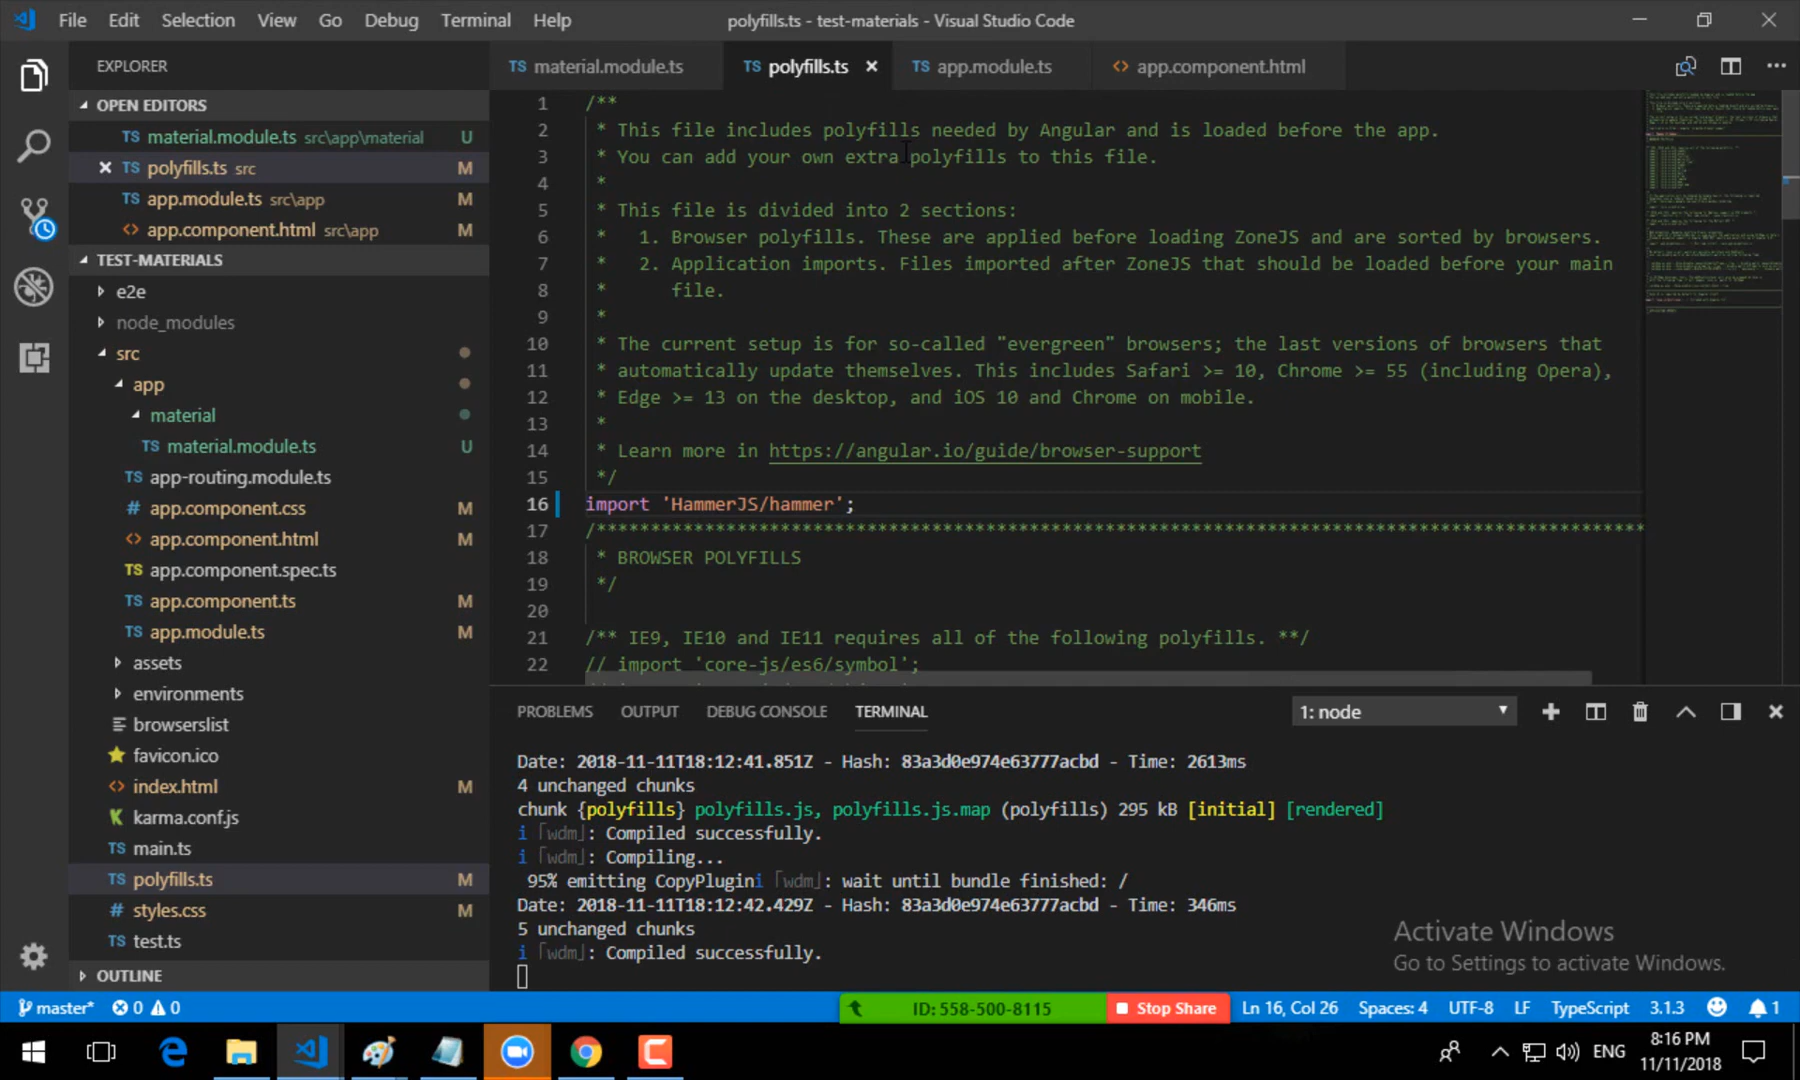 File Edit Selection View Go Debug Terminal Help polyfills.ts - test-materials - Visual Studio Code
EXPLORER
OPEN EDITORS
TS material.module.ts src\app\material U
TS polyfills.ts src M
TS app.module.ts src\app M
<> app.component.html src\app M
TEST-MATERIALS
e2e
node_modules
src
app
material
TS material.module.ts U
TS app-routing.module.ts
# app.component.css M
<> app.component.html M
TS app.component.spec.ts
TS app.component.ts M
TS app.module.ts M
assets
environments
browserslist
favicon.ico
<> index.html M
karma.conf.js
TS main.ts
TS polyfills.ts M
TS styles.css M
TS test.ts
OUTLINE
TS material.module.ts TS polyfills.ts TS app.module.ts <> app.component.html
1 /**
2 * This file includes polyfills needed by Angular and is loaded before the app.
3 * You can add your own extra polyfills to this file.
4 *
5 * This file is divided into 2 sections:
6 * 1. Browser polyfills. These are applied before loading ZoneJS and are sorted by browsers.
7 * 2. Application imports. Files imported after ZoneJS that should be loaded before your main
8 * file.
9 *
10 * The current setup is for so-called "evergreen" browsers; the last versions of browsers that
11 * automatically update themselves. This includes Safari >= 10, Chrome >= 55 (including Opera),
12 * Edge >= 13 on the desktop, and iOS 10 and Chrome on mobile.
13 *
14 * Learn more in https://angular.io/guide/browser-support
15 */
16 import 'HammerJS/hammer';
17 /***************************************************************************************************
18 * BROWSER POLYFILLS
19 */
20
21 /** IE9, IE10 and IE11 requires all of the following polyfills. **/
22 // import 'core-js/es6/symbol';
PROBLEMS OUTPUT DEBUG CONSOLE TERMINAL 1: node
Date: 2018-11-11T18:12:41.851Z - Hash: 83a3d0e974e63777acbd - Time: 2613ms
4 unchanged chunks
chunk {polyfills} polyfills.js, polyfills.js.map (polyfills) 295 kB [initial] [rendered]
i ｢wdm｣: Compiled successfully.
i ｢wdm｣: Compiling...
95% emitting CopyPlugini ｢wdm｣: wait until bundle finished: /
Date: 2018-11-11T18:12:42.429Z - Hash: 83a3d0e974e63777acbd - Time: 346ms
5 unchanged chunks
i ｢wdm｣: Compiled successfully.
Activate Windows
Go to Settings to activate Windows.
master* 0 0 ID: 558-500-8115 Stop Share Ln 16, Col 26 Spaces: 4 UTF-8 LF TypeScript 3.1.3 1
ENG
8:16 PM
11/11/2018